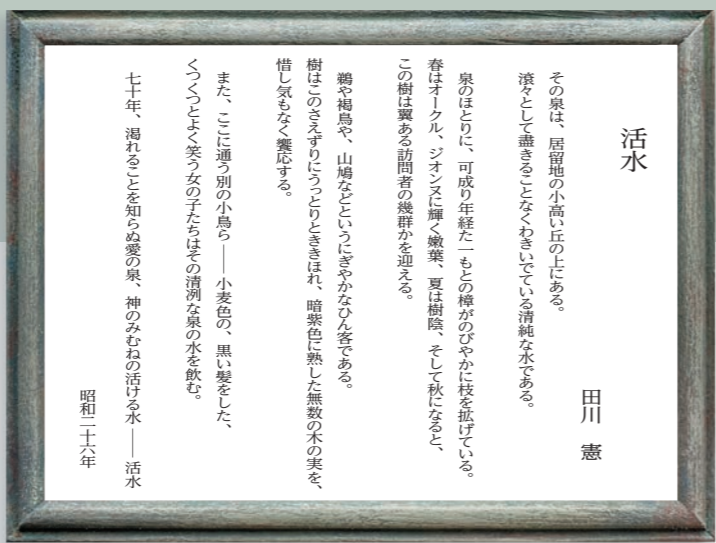 活水
田川　憲
その泉は、居留地の小高い丘の上にある。
滾々として盡きることなくわきいでている清純な水である。
泉のほとりに、可成り年経た一もとの樟がのびやかに枝を拡げている。
春はオークル、ジオンヌに輝く嫩葉、夏は樹陰、そして秋になると、
この樹は翼ある訪問者の幾群かを迎える。
鵜や褐鳥や、山鳩などというにぎやかなひん客である。
樹はこのさえずりにうっとりとききほれ、暗紫色に熟した無数の木の実を、
惜し気もなく饗応する。
また、ここに通う別の小鳥ら――小麦色の、黒い髪をした、
くつくつとよく笑う女の子たちはその清冽な泉の水を飲む。
七十年、渇れることを知らぬ愛の泉、神のみむねの活ける水――活水
昭和二十六年